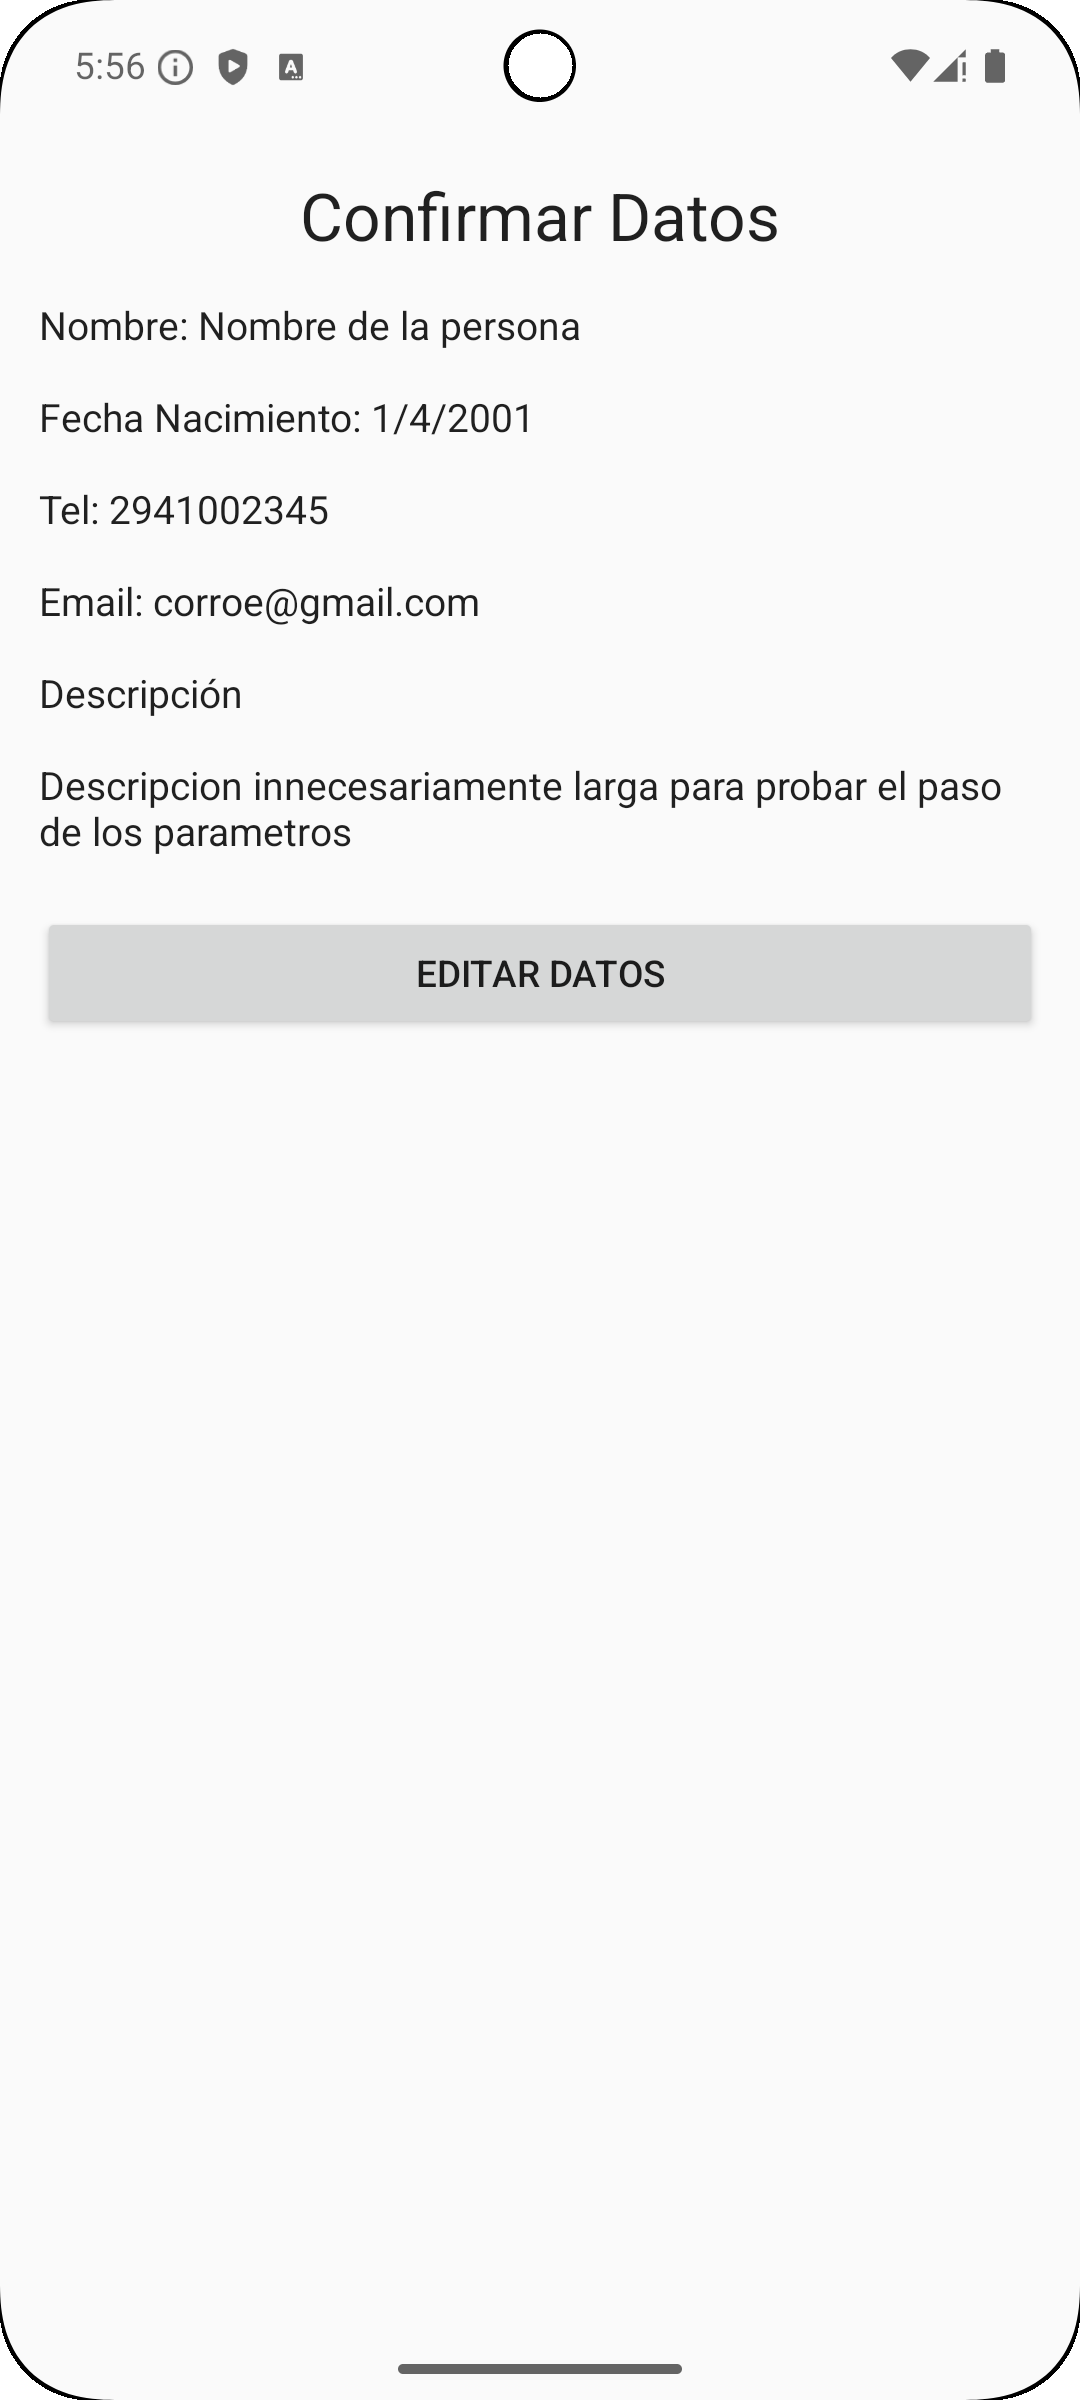 5:56
Confirmar Datos
Nombre: Nombre de la persona
Fecha Nacimiento: 1/4/2001
Tel: 2941002345
Email: corroe@gmail.com
Descripción
Descripcion innecesariamente larga para probar el paso
de los parametros
EDITAR DATOS